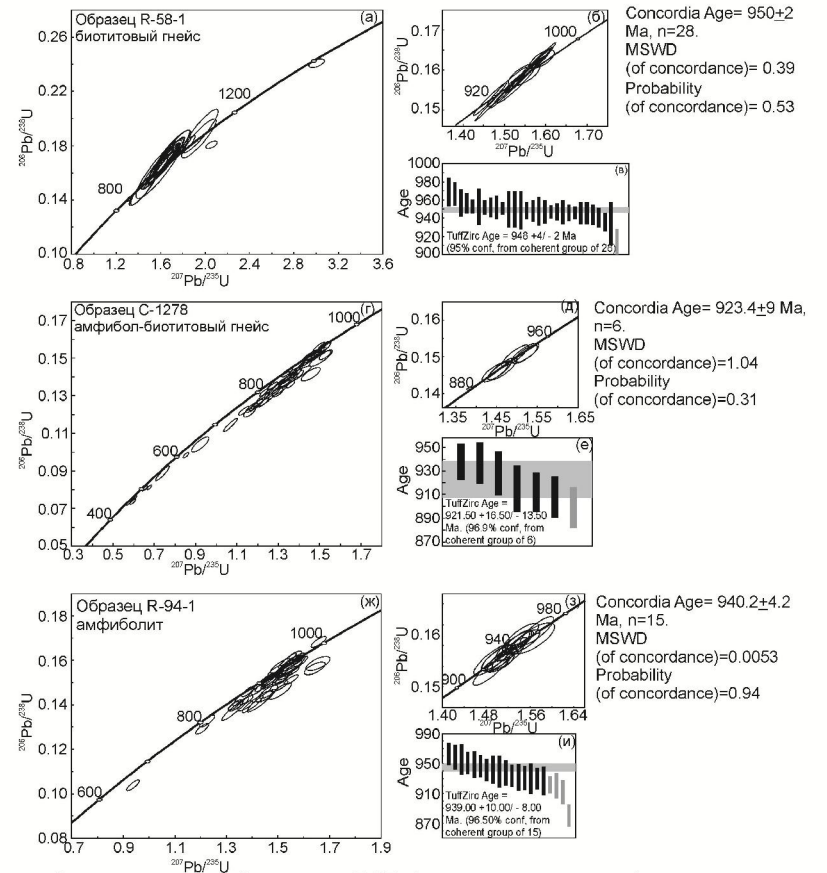 Образец R-58-1
биотитовый гнейс
(а)
0.26
0.22
0.18
0.14
0.10
0.8
1.2
1.6
2.0
2.4
2.8
3.2
3.6
800
1200
206Pb/238U
207Pb/235U
(б)
0.17
0.16
0.15
1.40
1.50
1.60
1.70
920
1000
206Pb/238U
207Pb/235U
Concordia Age= 950±2
Ma, n=28.
MSWD
(of concordance)= 0.39
Probability
(of concordance)= 0.53
(в)
1000
980
960
940
920
900
Age
TuffZirc Age = 946 +4/ - 2 Ma
(95% conf, from coherent group of 28)
Образец С-1278
амфибол-биотитовый гнейс
(г)
0.17
0.15
0.13
0.11
0.09
0.07
0.05
0.3
0.5
0.7
0.9
1.1
1.3
1.5
1.7
400
600
800
1000
206Pb/238U
207Pb/235U
(д)
0.16
0.15
0.14
1.35
1.45
1.55
1.65
880
960
206Pb/238U
207Pb/235U
Concordia Age= 923.4±9 Ma,
n=6.
MSWD
(of concordance)=1.04
Probability
(of concordance)=0.31
(е)
950
930
910
890
870
Age
TuffZirc Age =
921.50 +16.50/ - 13.50
Ma. (96.9% conf, from
coherent group of 6)
Образец R-94-1
амфиболит
(ж)
0.18
0.16
0.14
0.12
0.10
0.08
0.7
0.9
1.1
1.3
1.5
1.7
1.9
600
800
1000
206Pb/238U
207Pb/235U
(з)
0.16
0.15
1.40
1.48
1.56
1.64
900
940
980
206Pb/238U
207Pb/235U
Concordia Age= 940.2±4.2
Ma, n=15.
MSWD
(of concordance)=0.0053
Probability
(of concordance)=0.94
(и)
990
950
910
870
Age
TuffZirc Age =
939.00 +10.00/ - 8.00
Ma. (96.50% conf, from
coherent group of 15)